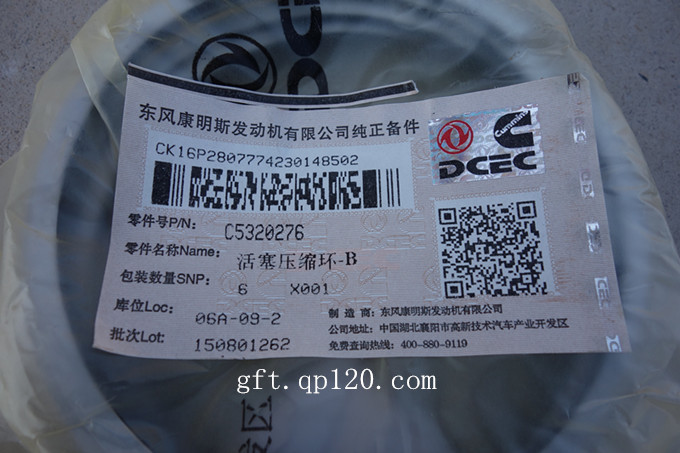 DCEC
东风康明斯发动机有限公司纯正备件
CK16P2807774230148502
Cummins
DCEC
零件号P/N: C5320276
零件名称Name: 活塞压缩环-B
包装数量SNP: 6 X001
库位Loc: 06A-09-2
批次Lot: 150801262
制 造 商: 东风康明斯发动机有限公司
公司地址: 中国湖北襄阳市高新技术汽车产业开发区
免费查询热线: 400-880-9119
DCEC
gft.qp120.com